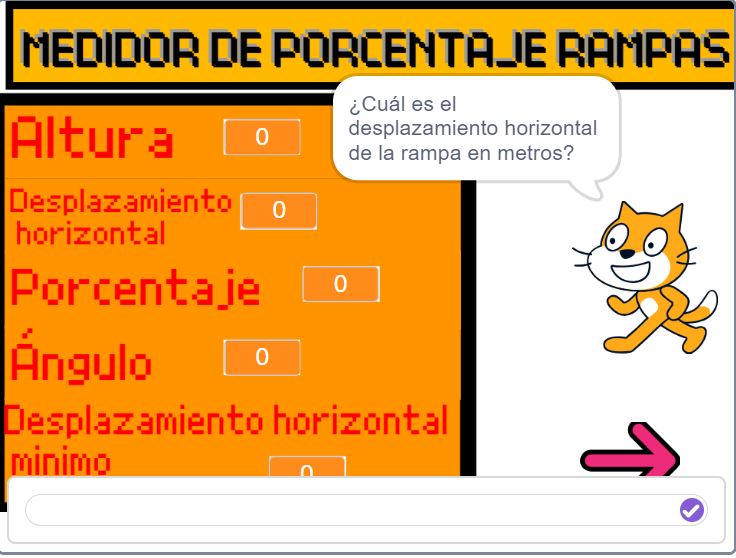 MEDIDOR DE PORCENTAJE RAMPAS
¿Cuál es el
desplazamiento horizontal
de la rampa en metros?
Altura 0
Desplazamiento
horizontal 0
Porcentaje 0
Ángulo 0
Desplazamiento horizontal
minimo 0